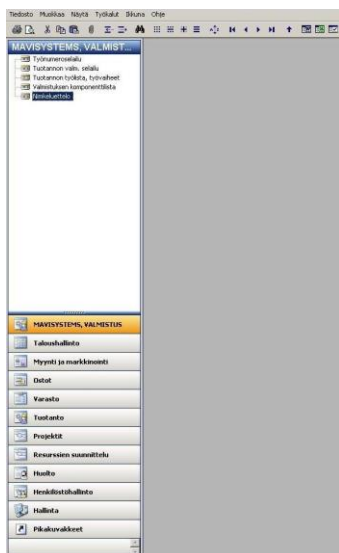 Tiedosto Muokkaa Näytä Työkalut Ikkuna Ohje
MAVISYSTEMS, VALMIST...
Työnumeroselailu
Tuotannon valm. selailu
Tuotannon työlista, työvaiheet
Valmistuksen komponenttilista
Nimikeluettelo
MAVISYSTEMS, VALMISTUS
Taloushallinto
Myynti ja markkinointi
Ostot
Varasto
Tuotanto
Projektit
Resurssien suunnittelu
Huolto
Henkilöstöhallinto
Hallinta
Pikakuvakkeet